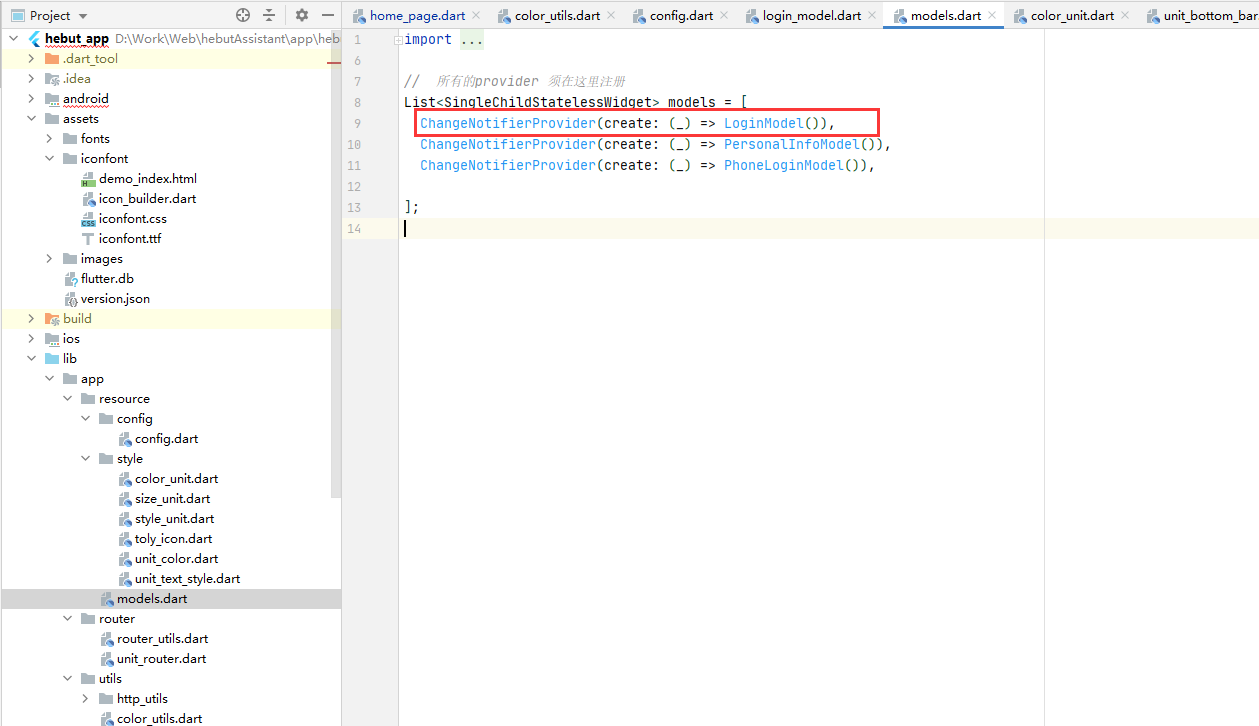 Project
home_page.dart
color_utils.dart
config.dart
login_model.dart
models.dart
color_unit.dart
unit_bottom_bar
hebut_app D:\Work\Web\hebutAssistant\app\heb
.dart_tool
.idea
android
assets
fonts
iconfont
demo_index.html
icon_builder.dart
iconfont.css
iconfont.ttf
images
flutter.db
version.json
build
ios
lib
app
resource
config
config.dart
style
color_unit.dart
size_unit.dart
style_unit.dart
toly_icon.dart
unit_color.dart
unit_text_style.dart
models.dart
router
router_utils.dart
unit_router.dart
utils
http_utils
color_utils.dart
1 import ...
6
7 // 所有的provider 须在这里注册
8 List<SingleChildStatelessWidget> models = [
9 ChangeNotifierProvider(create: (_) => LoginModel()),
10 ChangeNotifierProvider(create: (_) => PersonalInfoModel()),
11 ChangeNotifierProvider(create: (_) => PhoneLoginModel()),
12
13 ];
14